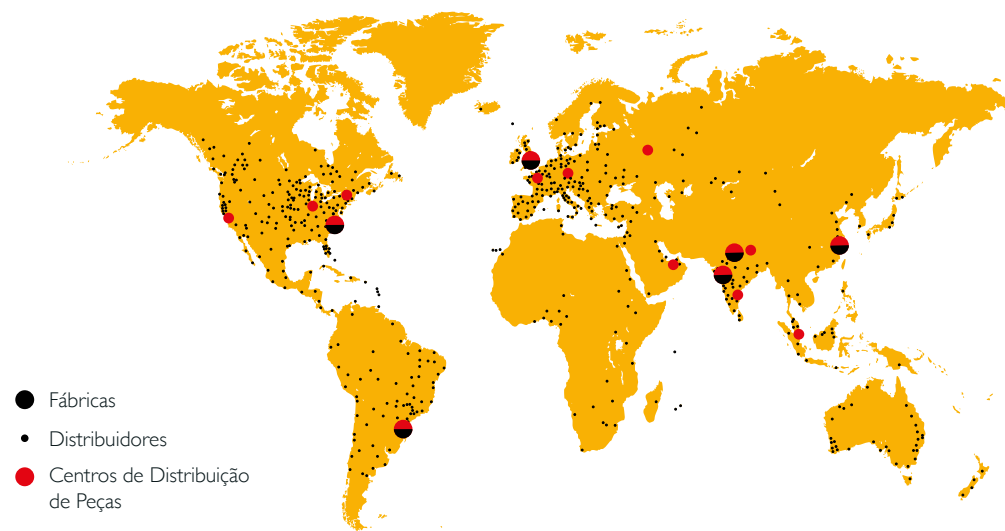 Fábricas
Distribuidores
Centros de Distribuição
de Peças